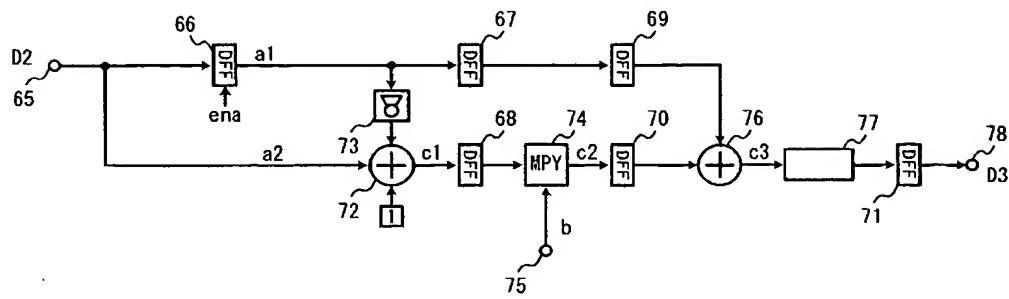 D2
65
66
DFF
a1
ena
67
DFF
69
DFF
73
a2
72
1
c1
68
DFF
74
MPY
c2
b
75
70
DFF
76
c3
77
DFF
71
78
D3